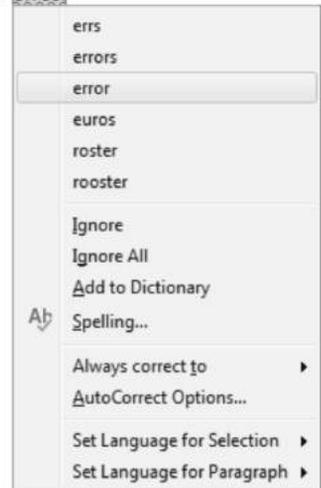 errs
errors
error
euros
roster
rooster
Ignore
Ignore All
Add to Dictionary
Spelling...
Always correct to
AutoCorrect Options...
Set Language for Selection
Set Language for Paragraph